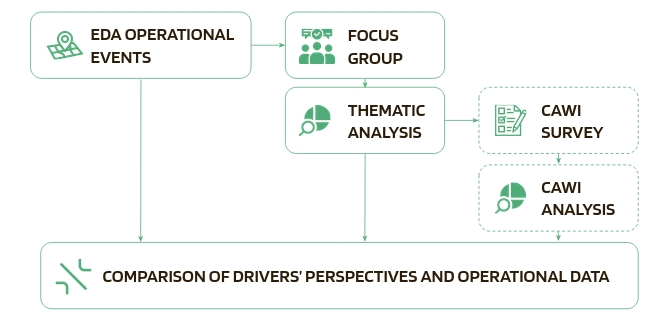 EDA OPERATIONAL
EVENTS
FOCUS
GROUP
THEMATIC
ANALYSIS
CAWI
SURVEY
CAWI
ANALYSIS
COMPARISON OF DRIVERS' PERSPECTIVES AND OPERATIONAL DATA